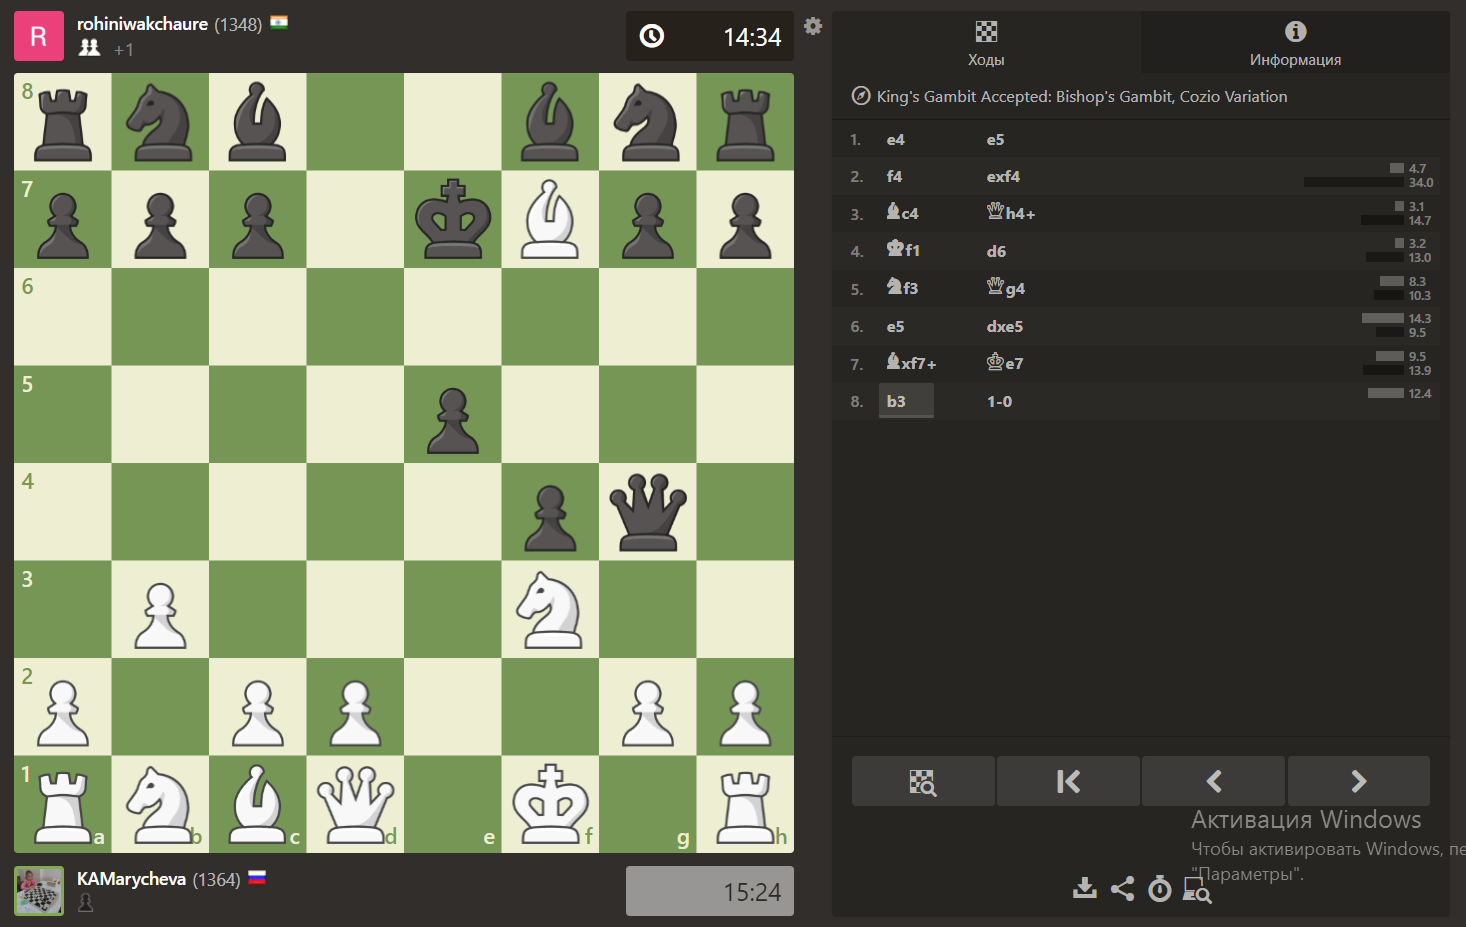 R
rohiniwakchaure (1348)
+1
14:34
8
7
6
5
4
3
2
1
a b c d e f g h
KAMarycheva (1364)
15:24
Ходы
Информация
King's Gambit Accepted: Bishop's Gambit, Cozio Variation
1. e4 e5
2. f4 exf4 4.7
34.0
3. c4 h4+ 3.1
14.7
4. f1 d6 3.2
13.0
5. f3 g4 8.3
10.3
6. e5 dxe5 14.3
9.5
7. xf7+ e7 9.5
13.9
8. b3 1-0 12.4
Активация Windows
Чтобы активировать Windows, пе
"Параметры".